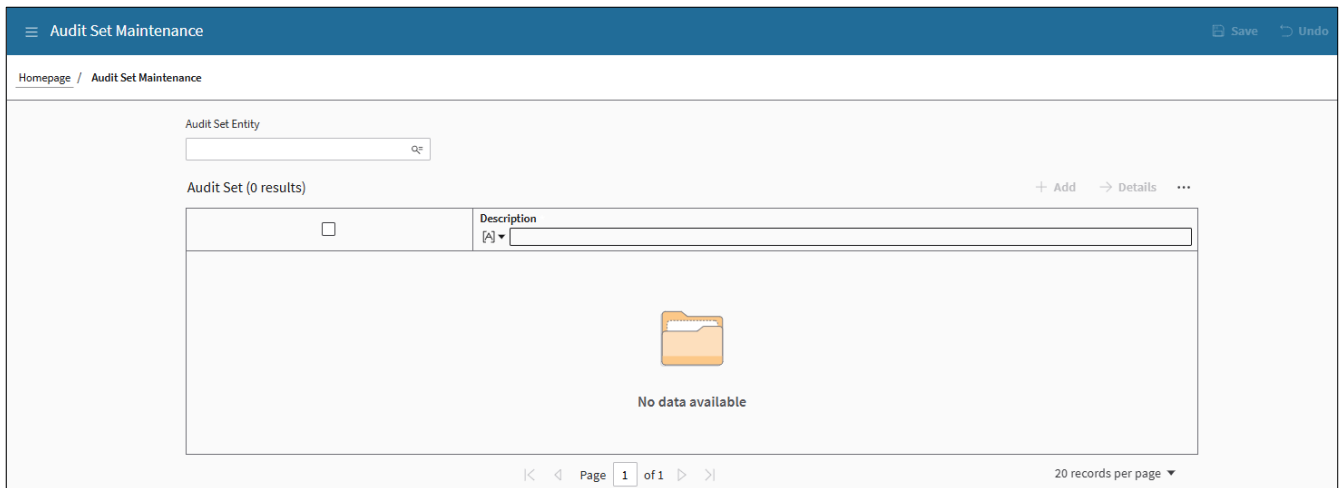 Audit Set Maintenance
Save Undo
Homepage / Audit Set Maintenance
Audit Set Entity
Audit Set (0 results)
+ Add → Details ...
Description
[A]
No data available
Page 1 of 1
20 records per page